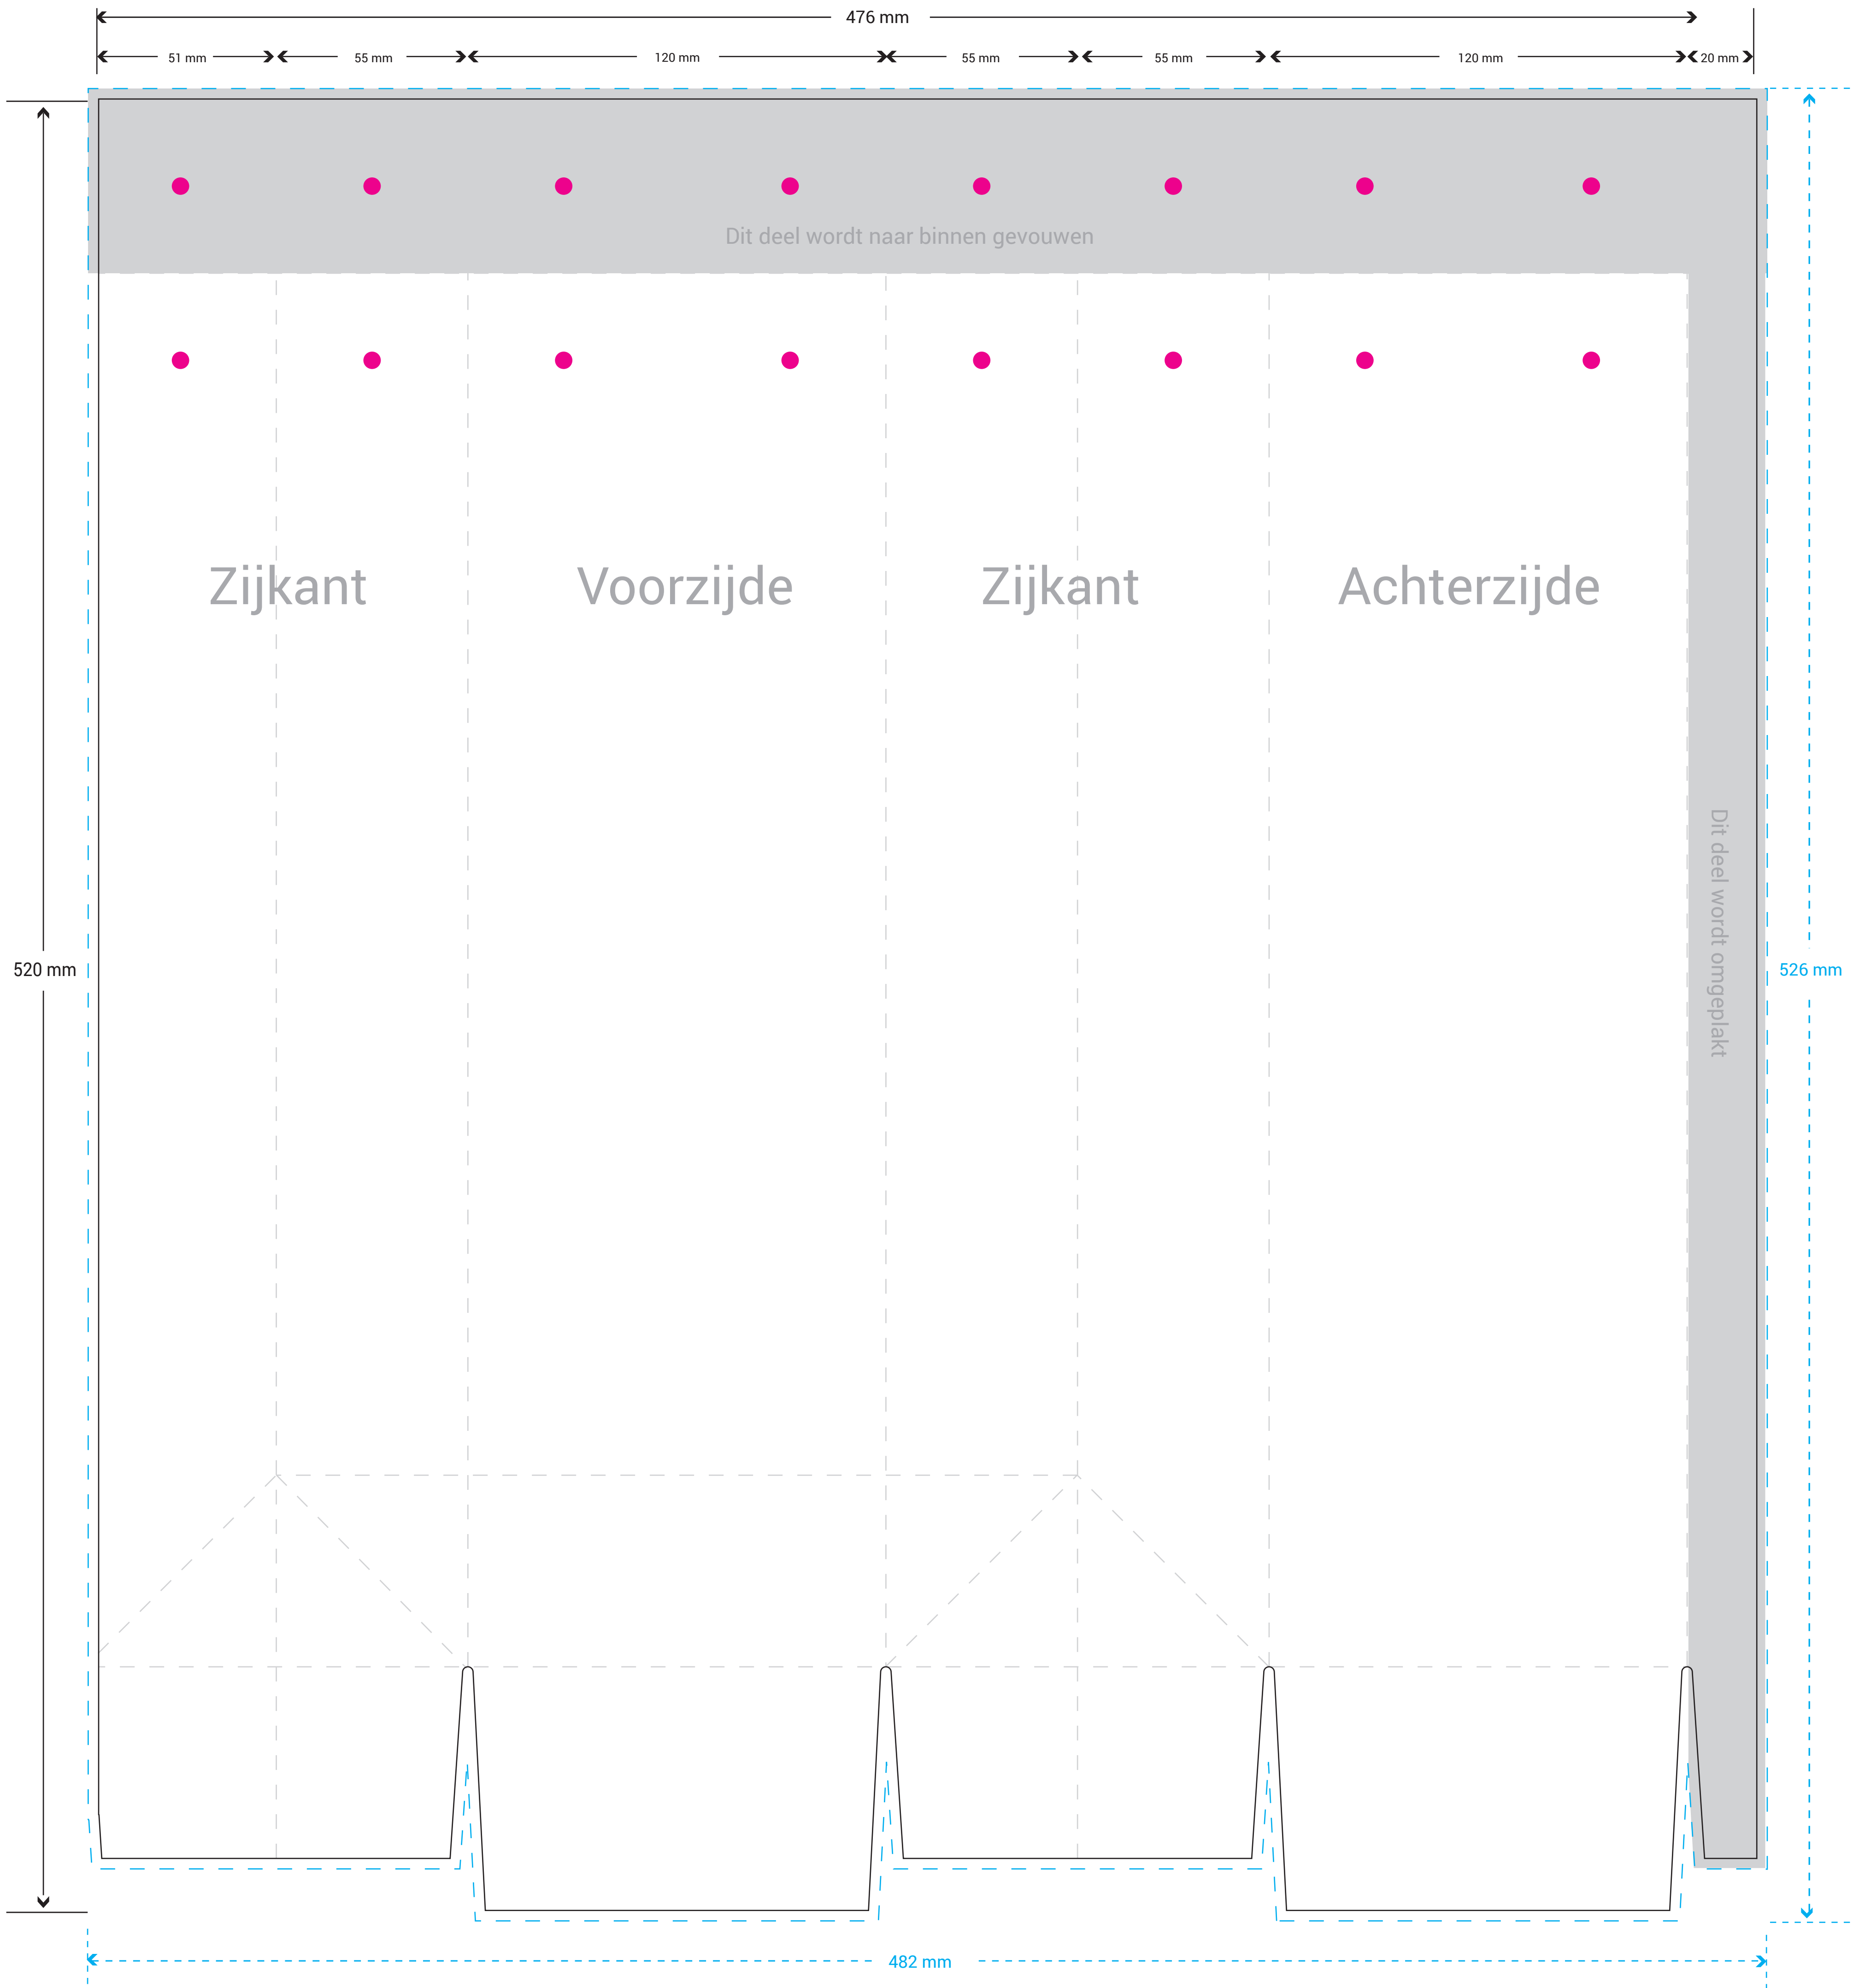 476 mm
51 mm
55 mm
120 mm
55 mm
55 mm
120 mm
20 mm
Dit deel wordt naar binnen gevouwen
Zijkant
Voorzijde
Zijkant
Achterzijde
Dit deel wordt omgeplakt
520 mm
526 mm
482 mm